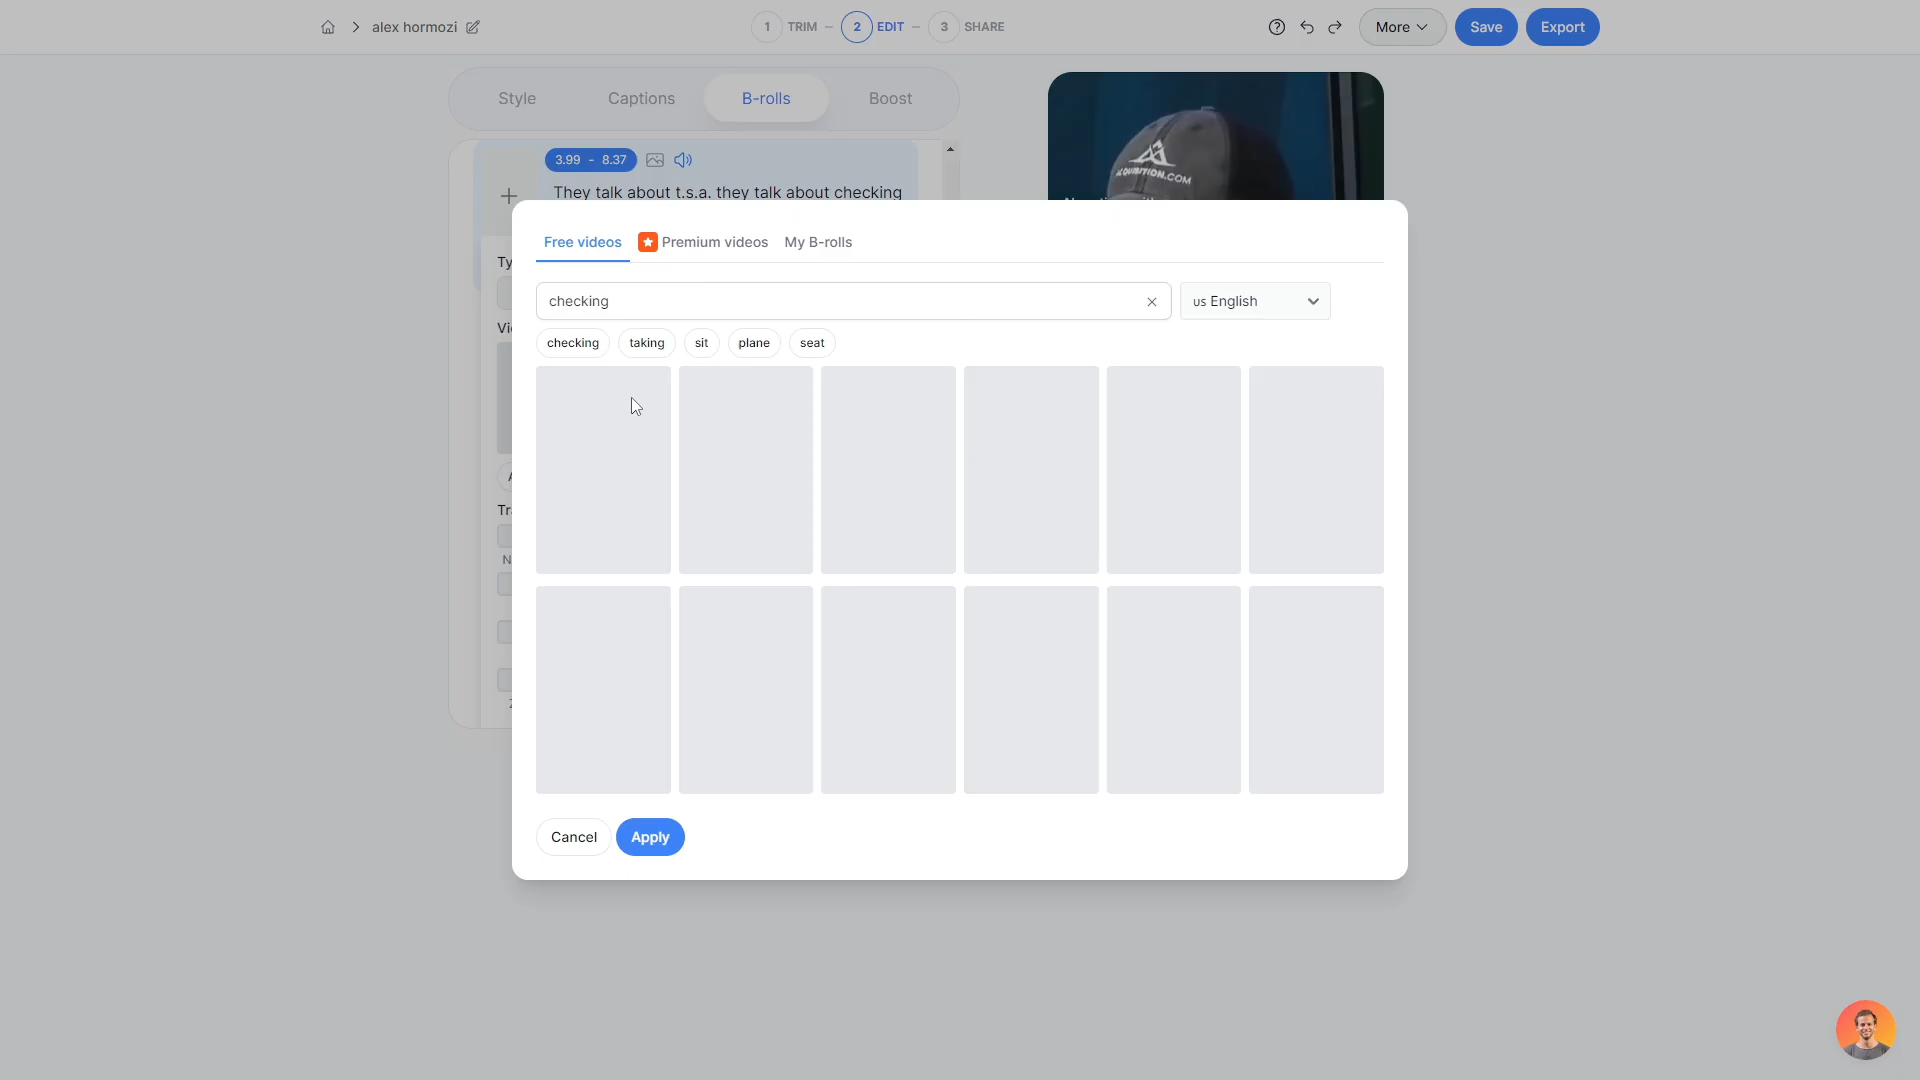 alex hormozi
1 TRIM – 2 EDIT – 3 SHARE
More
Save
Export
Style
Captions
B-rolls
Boost
3.99 - 8.37
They talk about t.s.a. they talk about checking
Free videos
Premium videos
My B-rolls
checking
us English
checking
taking
sit
plane
seat
Cancel
Apply